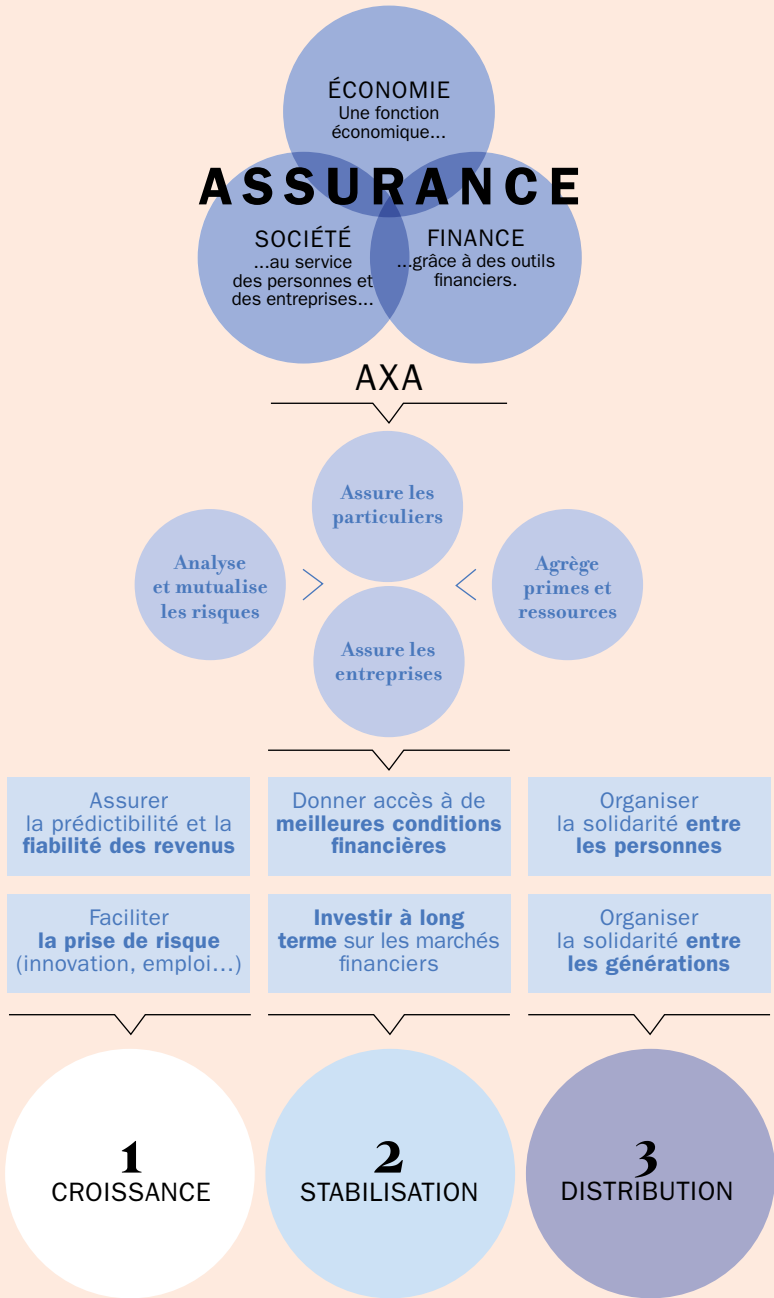 ÉCONOMIE
Une fonction
économique...
ASSURANCE
SOCIÉTÉ
...au service
des personnes et
des entreprises...
FINANCE
...grâce à des outils
financiers.
AXA
Assure les
particuliers
Analyse
et mutualise
les risques
>
<
Agrège
primes et
ressources
Assure les
entreprises
Assurer
la prédictibilité et la
fiabilité des revenus
Donner accès à de
meilleures conditions
financières
Organiser
la solidarité entre
les personnes
Faciliter
la prise de risque
(innovation, emploi...)
Investir à long
terme sur les marchés
financiers
Organiser
la solidarité entre
les générations
1
CROISSANCE
2
STABILISATION
3
DISTRIBUTION